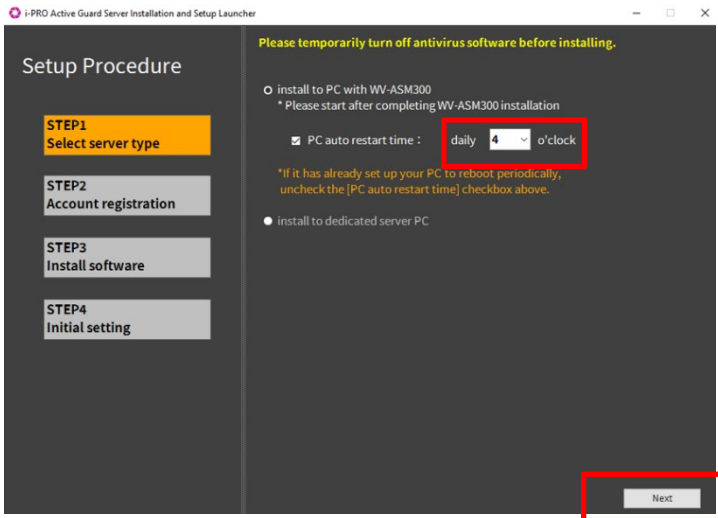 i-PRO Active Guard Server Installation and Setup Launcher
Please temporarily turn off antivirus software before installing.
Setup Procedure
install to PC with WV-ASM300
* Please start after completing WV-ASM300 installation
STEP1
Select server type
PC auto restart time : daily 4 o'clock
*If it has already set up your PC to reboot periodically,
uncheck the [PC auto restart time] checkbox above.
STEP2
Account registration
install to dedicated server PC
STEP3
Install software
STEP4
Initial setting
Next